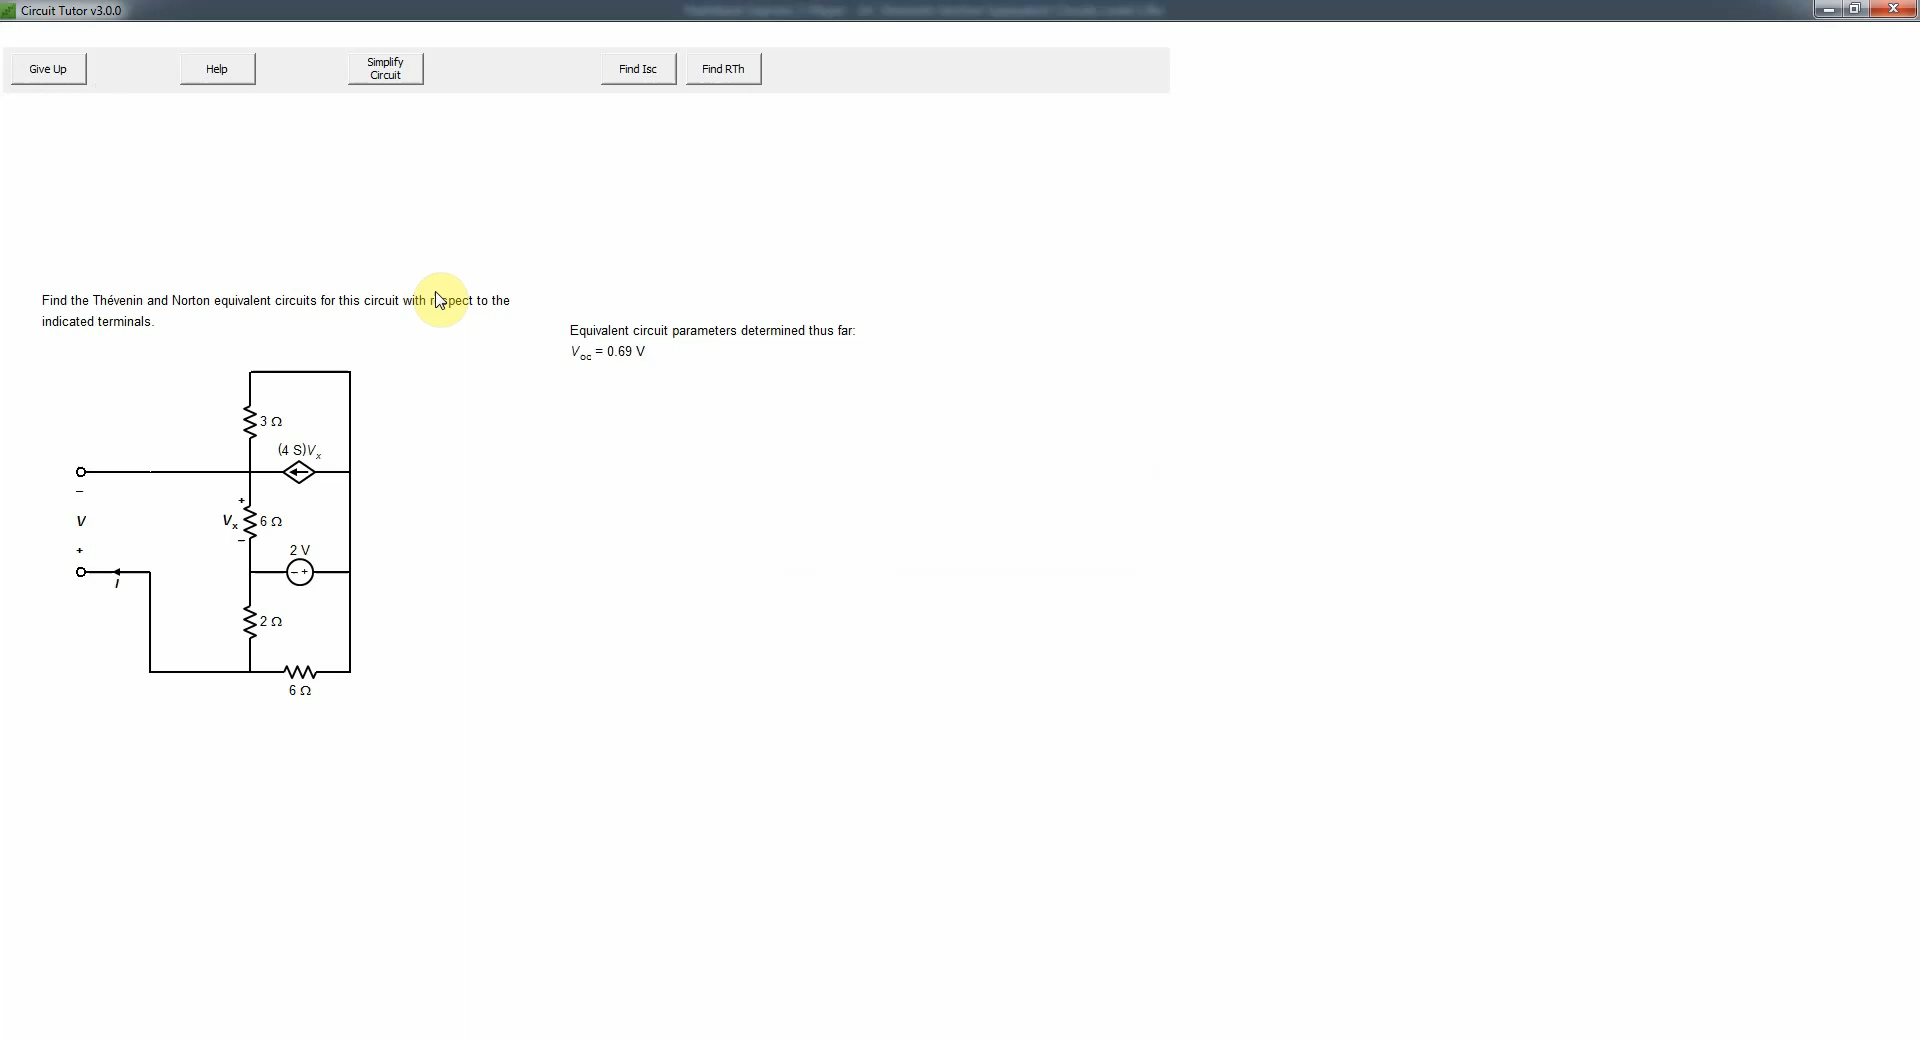 Circuit Tutor v3.0.0
Give Up
Help
Simplify
Circuit
Find Isc
Find RTh
Find the Thévenin and Norton equivalent circuits for this circuit with respect to the
indicated terminals.
Equivalent circuit parameters determined thus far:
Voc = 0.69 V
3 Ω
(4 S)Vx
−
+
V
Vx
6 Ω
−
2 V
+
− +
I
2 Ω
6 Ω